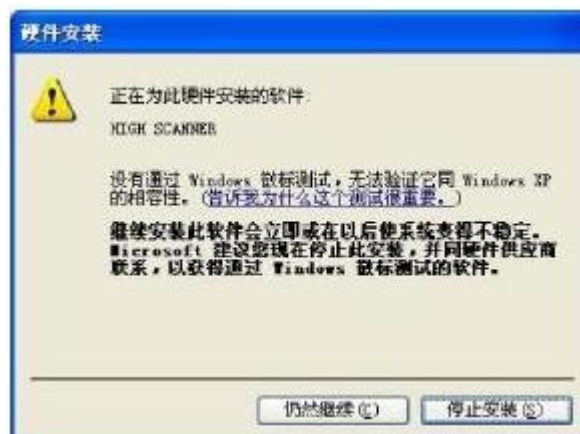 硬件安装
正在为此硬件安装的软件:
HIGH SCANNER
没有通过 Windows 徽标测试，无法验证它同 Windows XP
的相容性。(告诉我为什么这个测试很重要。)
继续安装此软件会立即或在以后使系统变得不稳定。
Microsoft 建议您现在停止此安装，并同硬件供应商
联系，以获得通过 Windows 徽标测试的软件。
仍然继续(C)
停止安装(S)